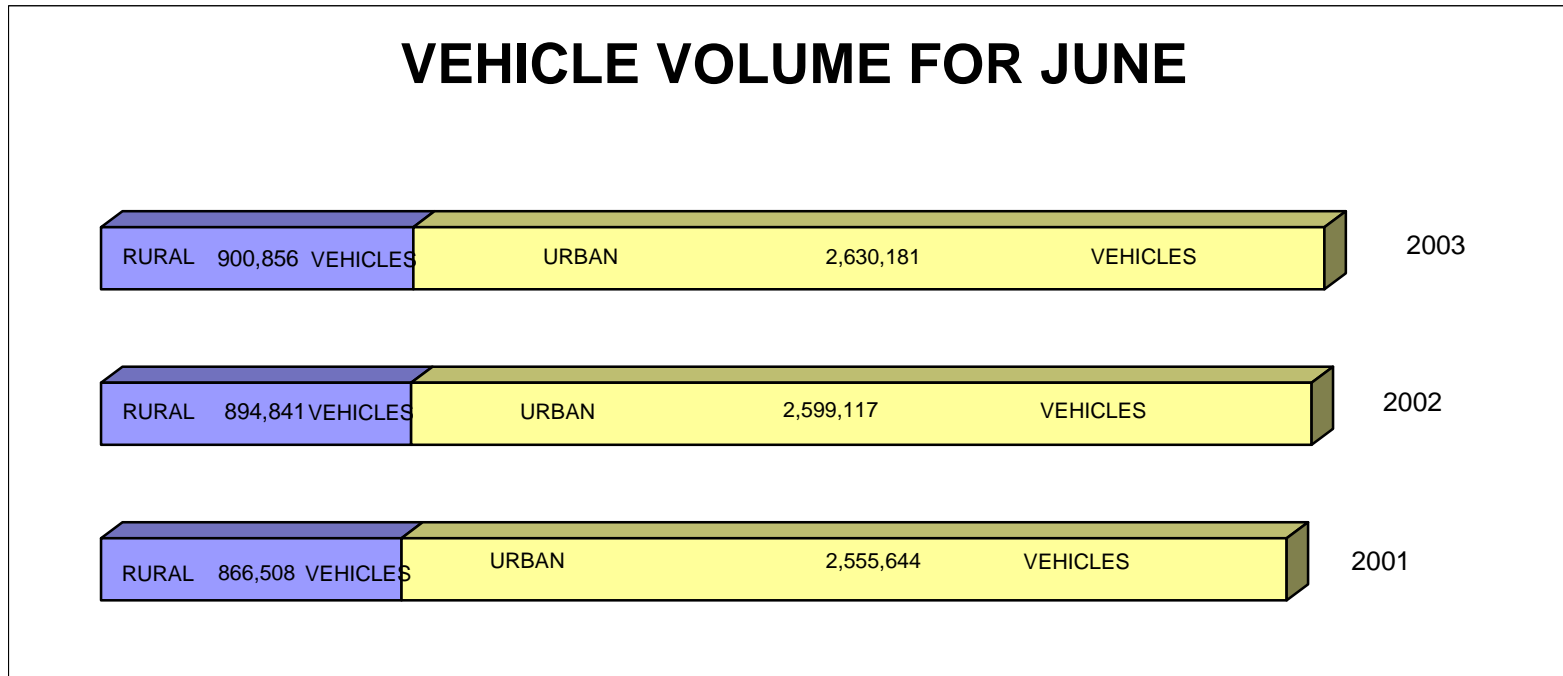 VEHICLE VOLUME FOR JUNE
RURAL 900,856 VEHICLES URBAN 2,630,181 VEHICLES 2003
RURAL 894,841 VEHICLES URBAN 2,599,117 VEHICLES 2002
RURAL 866,508 VEHICLES URBAN 2,555,644 VEHICLES 2001